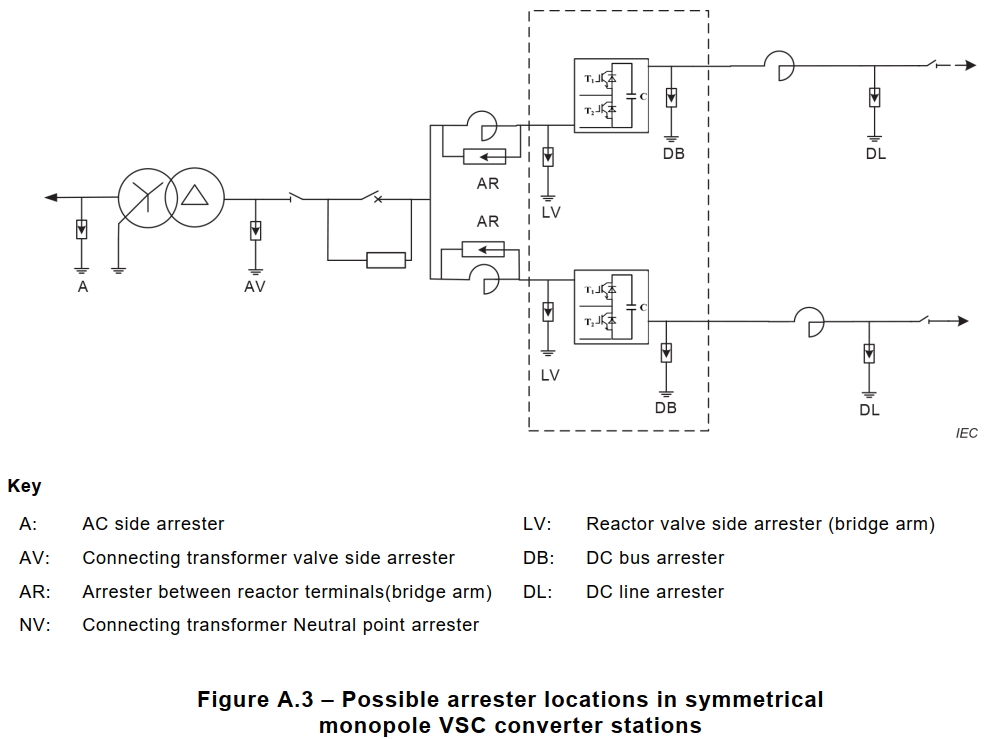 T₁ C
T₂
DB
DL
AR
LV
AR
A
AV
T₁ C
T₂
LV
DB
DL
IEC
Key
A: AC side arrester
LV: Reactor valve side arrester (bridge arm)
AV: Connecting transformer valve side arrester
DB: DC bus arrester
AR: Arrester between reactor terminals(bridge arm)
DL: DC line arrester
NV: Connecting transformer Neutral point arrester
Figure A.3 – Possible arrester locations in symmetrical
monopole VSC converter stations